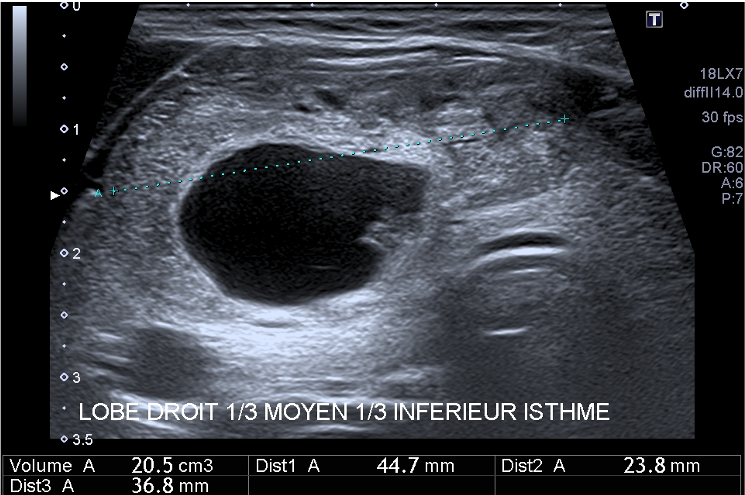 0
T
18LX7
diffII14.0
30 fps
G:82
DR:60
A:6
P:7
1
A
2
3
LOBE DROIT 1/3 MOYEN 1/3 INFERIEUR ISTHME
3.5
Volume A 20.5 cm3 Dist1 A 44.7 mm Dist2 A 23.8 mm
Dist3 A 36.8 mm